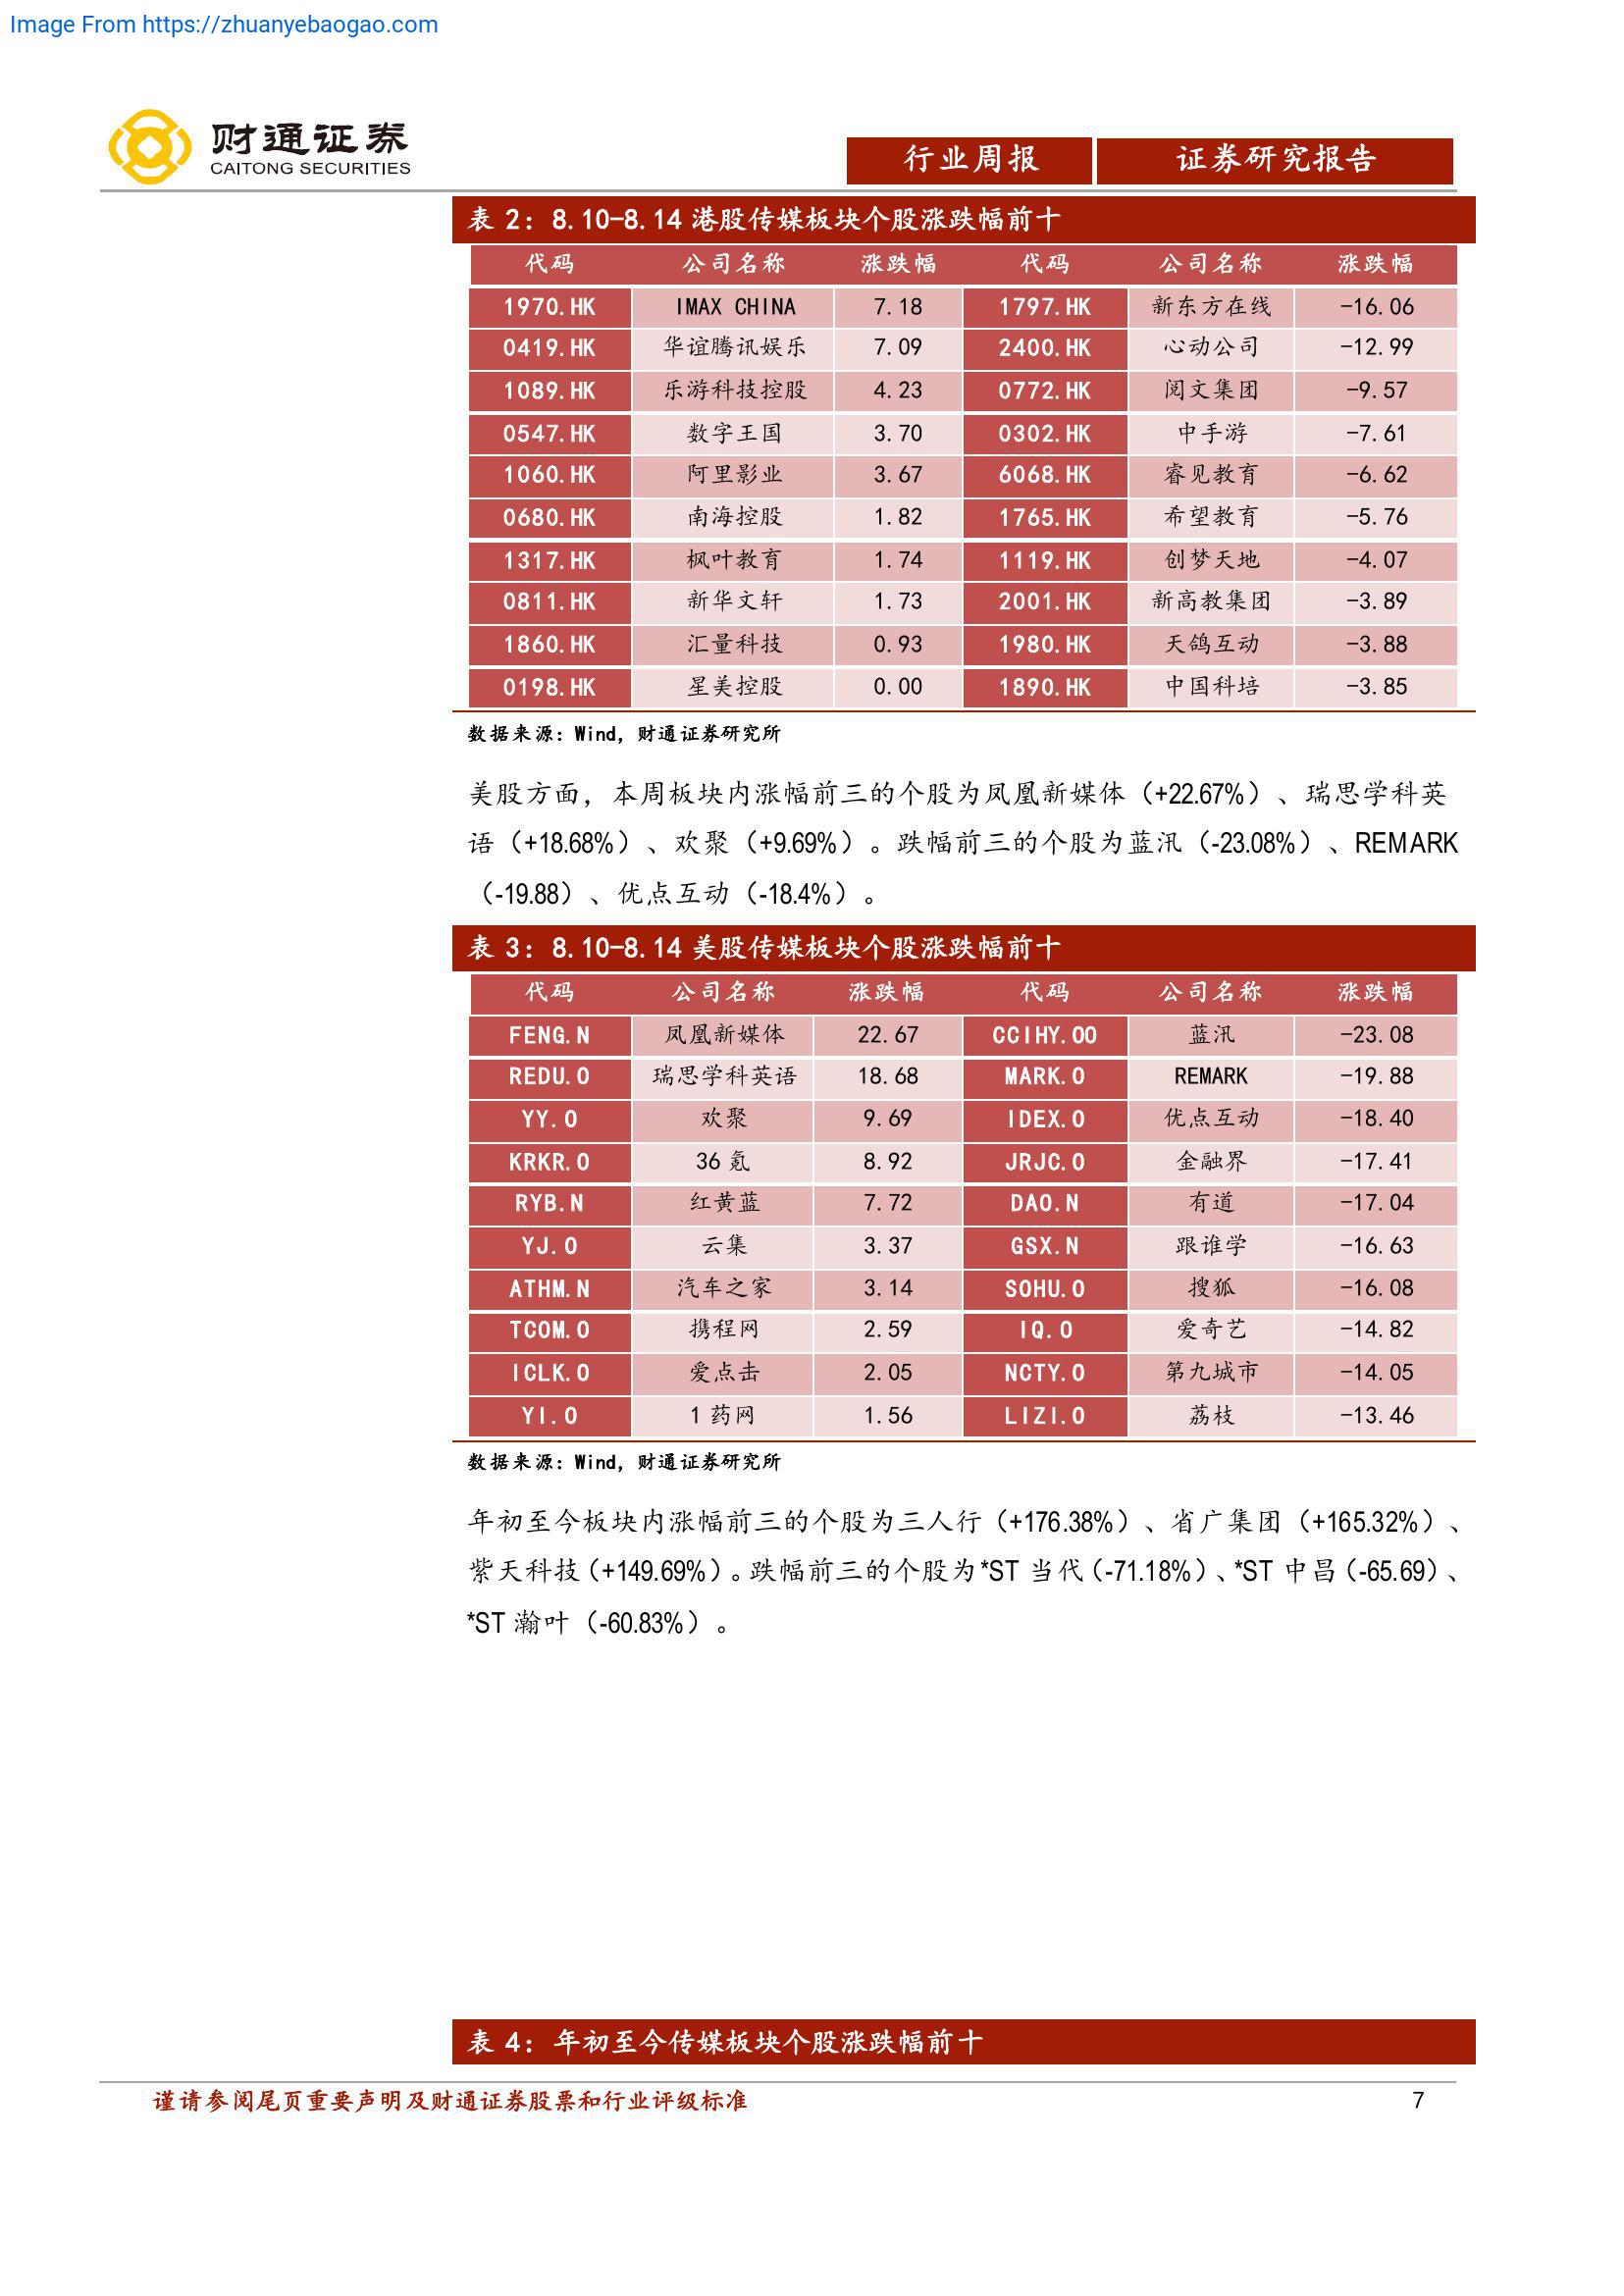 Image From https://zhuanyebaogao.com
财通证券
CAITONG SECURITIES
行业周报 证券研究报告
表 2：8.10-8.14 港股传媒板块个股涨跌幅前十
代码 公司名称 涨跌幅 代码 公司名称 涨跌幅
1970.HK IMAX CHINA 7.18 1797.HK 新东方在线 -16.06
0419.HK 华谊腾讯娱乐 7.09 2400.HK 心动公司 -12.99
1089.HK 乐游科技控股 4.23 0772.HK 阅文集团 -9.57
0547.HK 数字王国 3.70 0302.HK 中手游 -7.61
1060.HK 阿里影业 3.67 6068.HK 睿见教育 -6.62
0680.HK 南海控股 1.82 1765.HK 希望教育 -5.76
1317.HK 枫叶教育 1.74 1119.HK 创梦天地 -4.07
0811.HK 新华文轩 1.73 2001.HK 新高教集团 -3.89
1860.HK 汇量科技 0.93 1980.HK 天鸽互动 -3.88
0198.HK 星美控股 0.00 1890.HK 中国科培 -3.85
数据来源：Wind，财通证券研究所
美股方面，本周板块内涨幅前三的个股为凤凰新媒体（+22.67%）、瑞思学科英
语（+18.68%）、欢聚（+9.69%）。跌幅前三的个股为蓝汛（-23.08%）、REMARK
（-19.88）、优点互动（-18.4%）。
表 3：8.10-8.14 美股传媒板块个股涨跌幅前十
代码 公司名称 涨跌幅 代码 公司名称 涨跌幅
FENG.N 凤凰新媒体 22.67 CCIHY.OO 蓝汛 -23.08
REDU.O 瑞思学科英语 18.68 MARK.O REMARK -19.88
YY.O 欢聚 9.69 IDEX.O 优点互动 -18.40
KRKR.O 36 氪 8.92 JRJC.O 金融界 -17.41
RYB.N 红黄蓝 7.72 DAO.N 有道 -17.04
YJ.O 云集 3.37 GSX.N 跟谁学 -16.63
ATHM.N 汽车之家 3.14 SOHU.O 搜狐 -16.08
TCOM.O 携程网 2.59 IQ.O 爱奇艺 -14.82
ICLK.O 爱点击 2.05 NCTY.O 第九城市 -14.05
YI.O 1 药网 1.56 LIZI.O 荔枝 -13.46
数据来源：Wind，财通证券研究所
年初至今板块内涨幅前三的个股为三人行（+176.38%）、省广集团（+165.32%）、
紫天科技（+149.69%）。跌幅前三的个股为*ST 当代（-71.18%）、*ST 中昌（-65.69）、
*ST 瀚叶（-60.83%）。
表 4：年初至今传媒板块个股涨跌幅前十
谨请参阅尾页重要声明及财通证券股票和行业评级标准 7